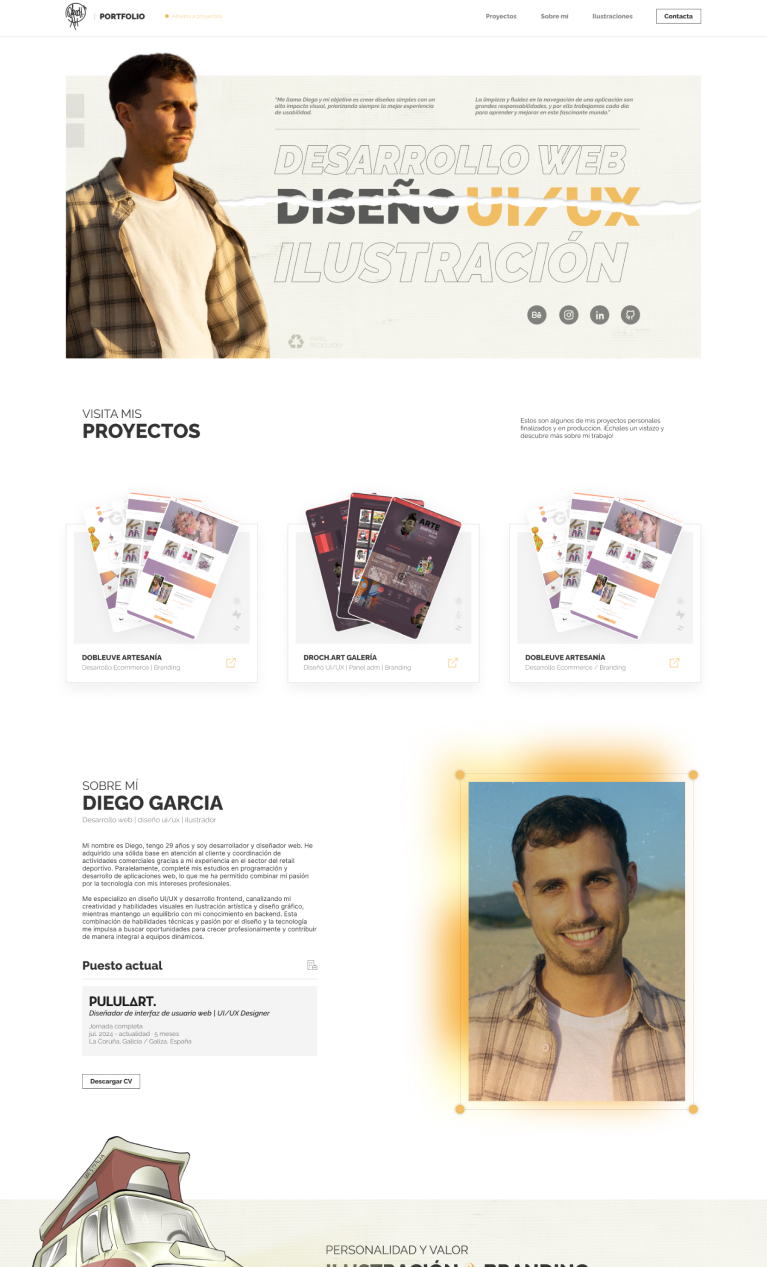 PORTFOLIO
Abierto a proyectos
Proyectos
Sobre mí
Ilustraciones
Contacta
"Me llamo Diego y mi objetivo es crear diseños simples con un
alto impacto visual, priorizando siempre la mejor experiencia
de usabilidad.
La limpieza y fluidez en la navegación de una aplicación son
grandes responsabilidades, y por ello trabajamos cada día
para aprender y mejorar en este fascinante mundo."
DESARROLLO WEB
DISEÑO UI/UX
ILUSTRACIÓN
Bē
in
PAPEL
RECICLADO
VISITA MIS
PROYECTOS
Estos son algunos de mis proyectos personales
finalizados y en producción. ¡Échales un vistazo y
descubre más sobre mi trabajo!
ARTE
DOBLEUVE ARTESANÍA
Desarrollo Ecommerce | Branding
DROCH.ART GALERÍA
Diseño UI/UX | Panel adm | Branding
DOBLEUVE ARTESANÍA
Desarrollo Ecommerce / Branding
SOBRE MÍ
DIEGO GARCIA
Desarrollo web | diseño ui/ux | ilustrador
Mi nombre es Diego, tengo 29 años y soy desarrollador y diseñador web. He
adquirido una sólida base en atención al cliente y coordinación de
actividades comerciales gracias a mi experiencia en el sector del retail
deportivo. Paralelamente, completé mis estudios en programación y
desarrollo de aplicaciones web, lo que me ha permitido combinar mi pasión
por la tecnología con mis intereses profesionales.
Me especializo en diseño UI/UX y desarrollo frontend, canalizando mi
creatividad y habilidades visuales en ilustración artística y diseño gráfico,
mientras mantengo un equilibrio con mi conocimiento en backend. Esta
combinación de habilidades técnicas y pasión por el diseño y la tecnología
me impulsa a buscar oportunidades para crecer profesionalmente y contribuir
de manera integral a equipos dinámicos.
Puesto actual
PULULART.
Diseñador de interfaz de usuario web | UI/UX Designer
Jornada completa
jul. 2024 - actualidad · 5 meses
La Coruña, Galicia / Galiza, España
Descargar CV
PERSONALIDAD Y VALOR
ILUSTRACIÓN BRANDING